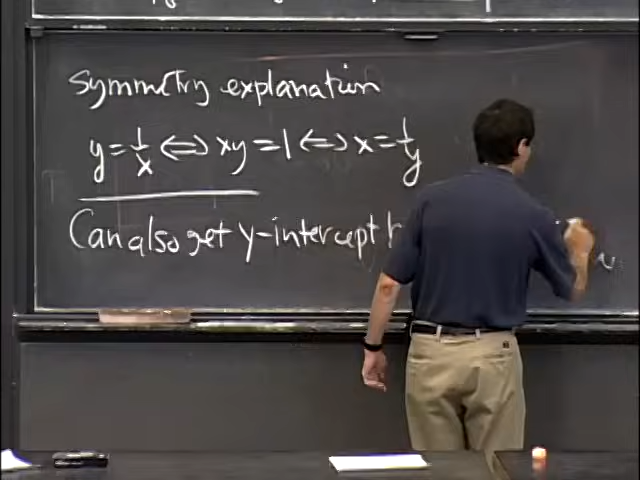 Symmetry explanation
y = 1/x ⇔ xy = 1 ⇔ x = 1/y
Can also get y-intercept